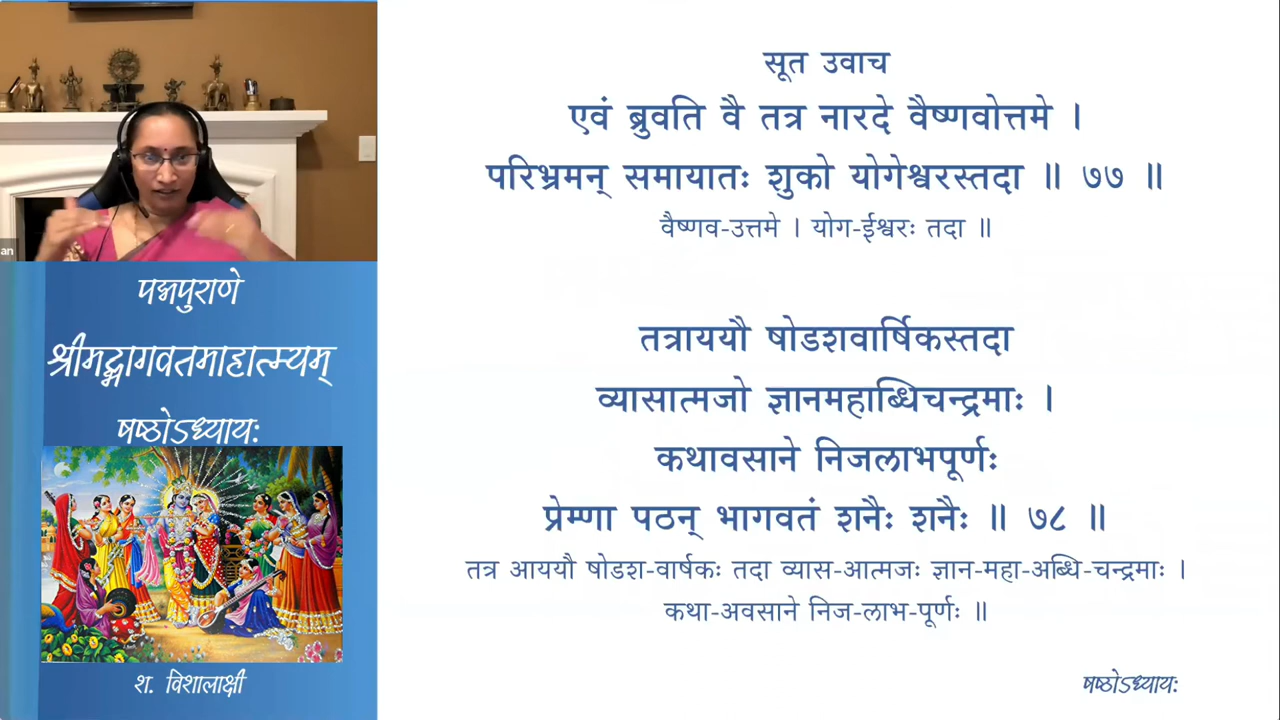 an
पद्मपुराणे
श्रीमद्भागवतमाहात्म्यम्
षष्ठोऽध्यायः
श. विशालाक्षी
सूत उवाच
एवं ब्रुवति वै तत्र नारदे वैष्णवोत्तमे ।
परिभ्रमन् समायातः शुको योगेश्वरस्तदा ॥ ७७ ॥
वैष्णव-उत्तमे । योग-ईश्वरः तदा ॥
तत्राययौ षोडशवार्षिकस्तदा
व्यासात्मजो ज्ञानमहाब्धिचन्द्रमाः ।
कथावसाने निजलाभपूर्णः
प्रेम्णा पठन् भागवतं शनैः शनैः ॥ ७८ ॥
तत्र आययौ षोडश-वार्षकः तदा व्यास-आत्मजः ज्ञान-महा-अब्धि-चन्द्रमाः ।
कथा-अवसाने निज-लाभ-पूर्णः ॥
षष्ठोऽध्यायः